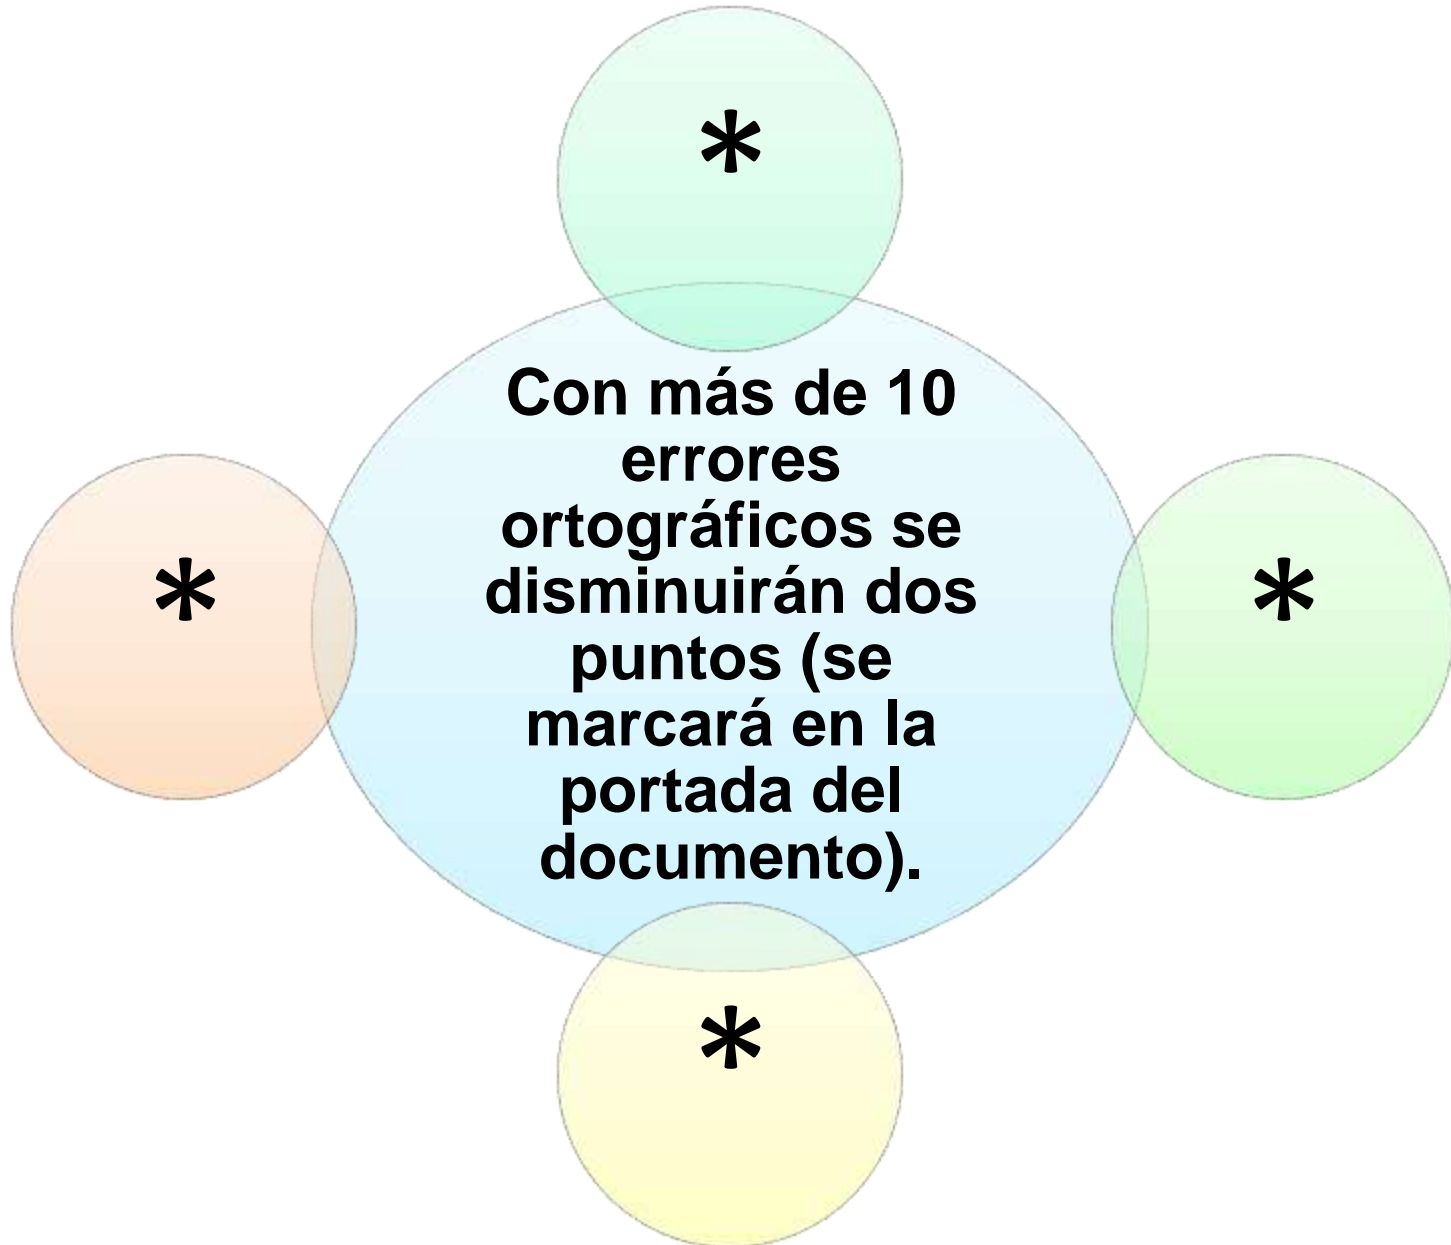 *
Con más de 10
errores
ortográficos se
disminuirán dos
puntos (se
marcará en la
portada del
documento).
*
*
*